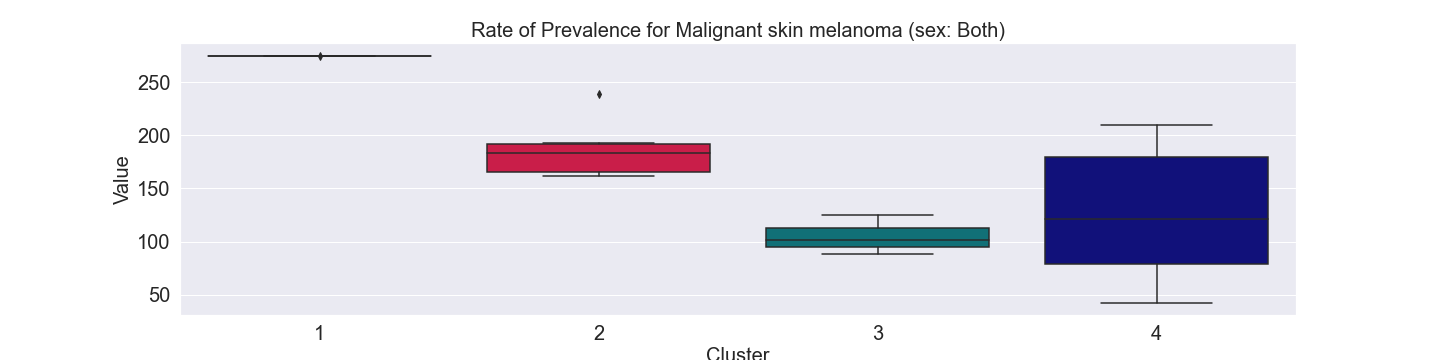 Rate of Prevalence for Malignant skin melanoma (sex: Both)
250
200
150
100
50
Value
1 2 3 4
Cluster